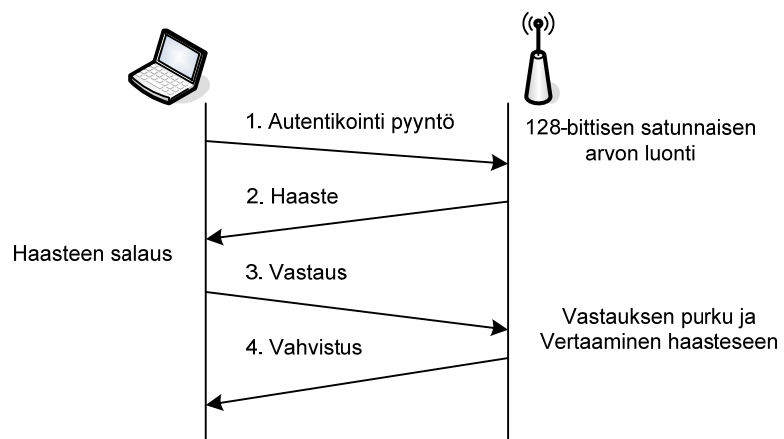 1. Autentikointi pyyntö
128-bittisen satunnaisen
arvon luonti
2. Haaste
Haasteen salaus
3. Vastaus
Vastauksen purku ja
Vertaaminen haasteseen
4. Vahvistus